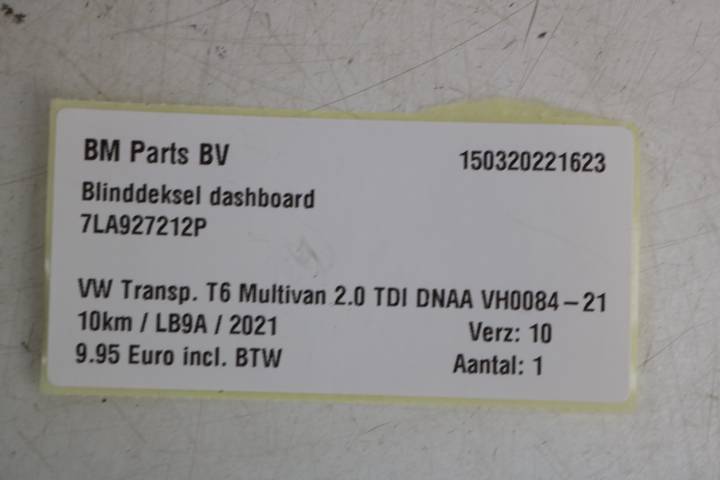 BM Parts BV 150320221623
Blinddeksel dashboard
7LA927212P
VW Transp. T6 Multivan 2.0 TDI DNAA VH0084-21
10km / LB9A / 2021 Verz: 10
9.95 Euro incl. BTW Aantal: 1